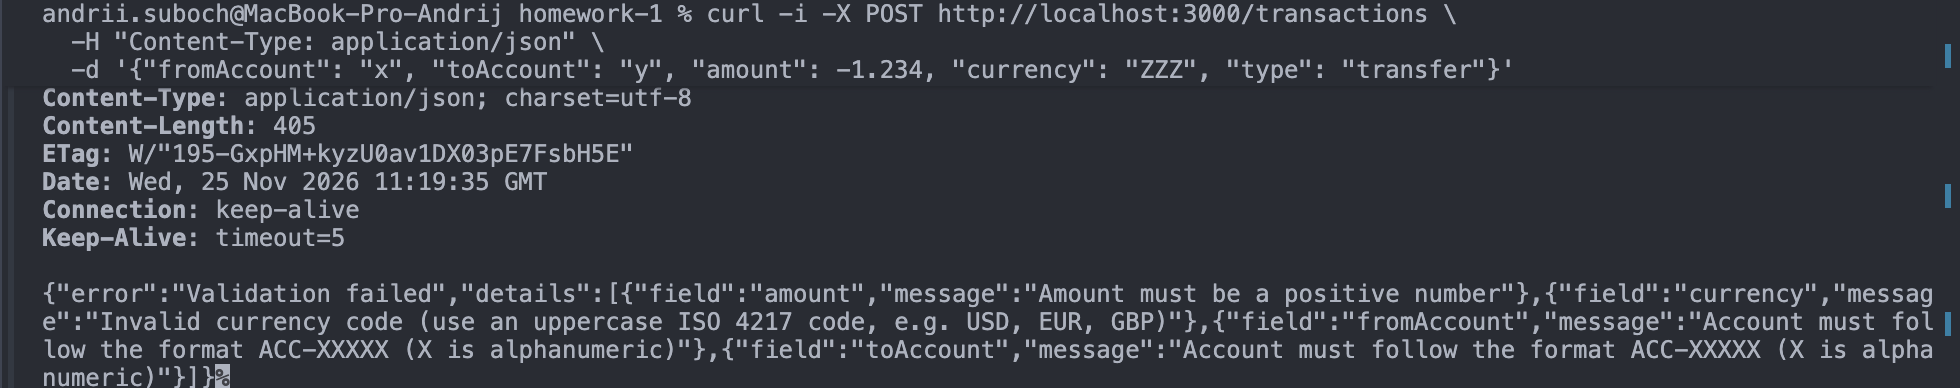 andrii.suboch@MacBook-Pro-Andrij homework-1 % curl -i -X POST http://localhost:3000/transactions \
  -H "Content-Type: application/json" \
  -d '{"fromAccount": "x", "toAccount": "y", "amount": -1.234, "currency": "ZZZ", "type": "transfer"}'
Content-Type: application/json; charset=utf-8
Content-Length: 405
ETag: W/"195-GxpHM+kyzU0av1DX03pE7FsbH5E"
Date: Wed, 25 Nov 2026 11:19:35 GMT
Connection: keep-alive
Keep-Alive: timeout=5

{"error":"Validation failed","details":[{"field":"amount","message":"Amount must be a positive number"},{"field":"currency","messag
e":"Invalid currency code (use an uppercase ISO 4217 code, e.g. USD, EUR, GBP)"},{"field":"fromAccount","message":"Account must fol
low the format ACC-XXXXX (X is alphanumeric)"},{"field":"toAccount","message":"Account must follow the format ACC-XXXXX (X is alpha
numeric)"}]}%